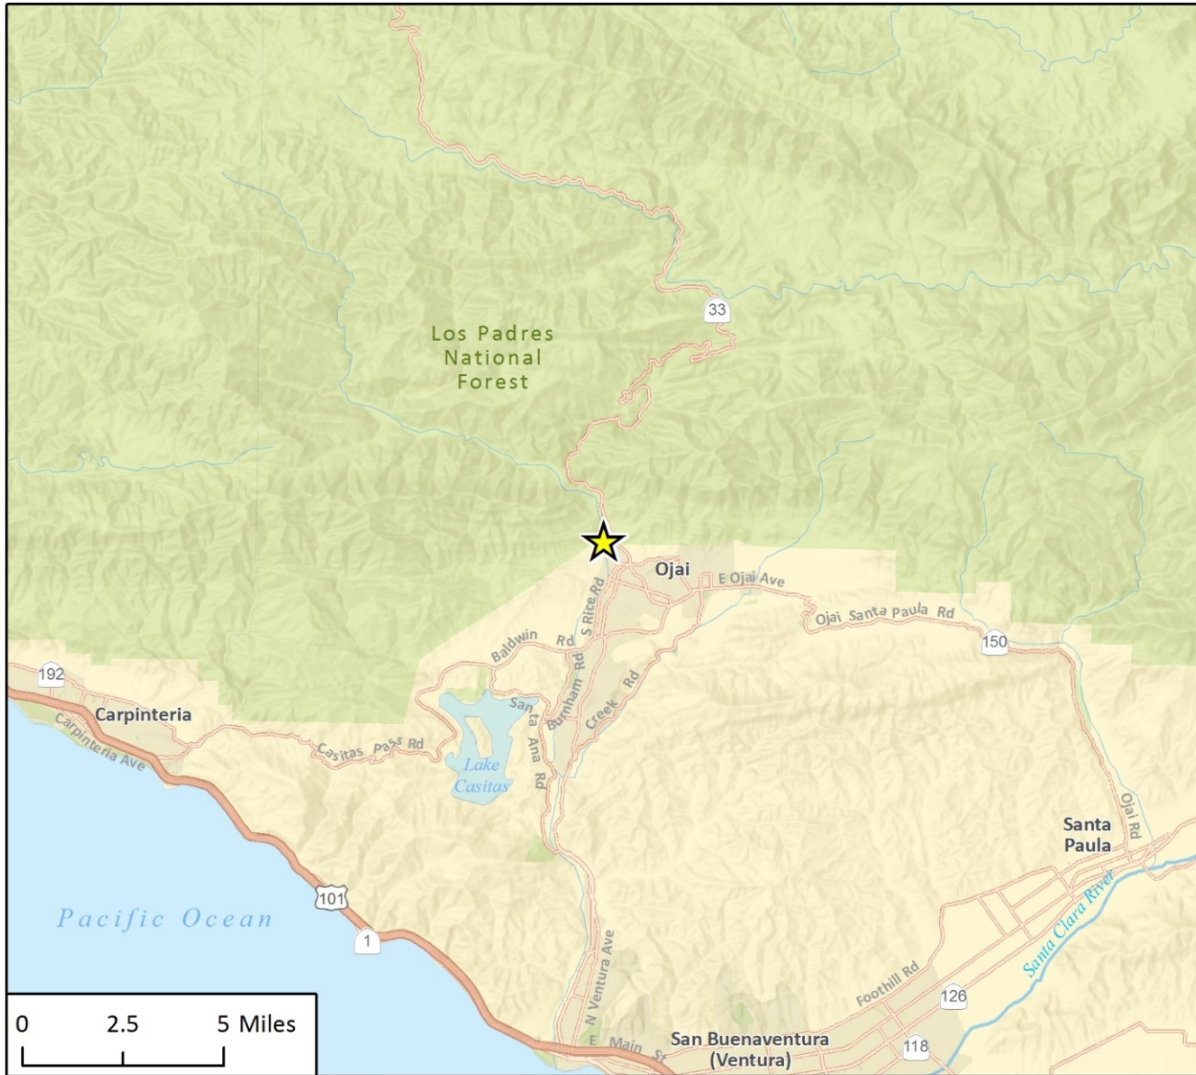 33
Los Padres
National
Forest
Ojai
E Ojai Ave
S Rice Rd
Ojai Santa Paula Rd
150
Baldwin Rd
192
Carpinteria
Carpinteria Ave
Casitas Pass Rd
Santa Ana Rd
Burnham Rd
Creek Rd
Lake
Casitas
Ojai Rd
Santa
Paula
101
Pacific Ocean
1
Santa Clara River
N Ventura Ave
Foothill Rd
126
0 2.5 5 Miles
E Main St
San Buenaventura
(Ventura)
118